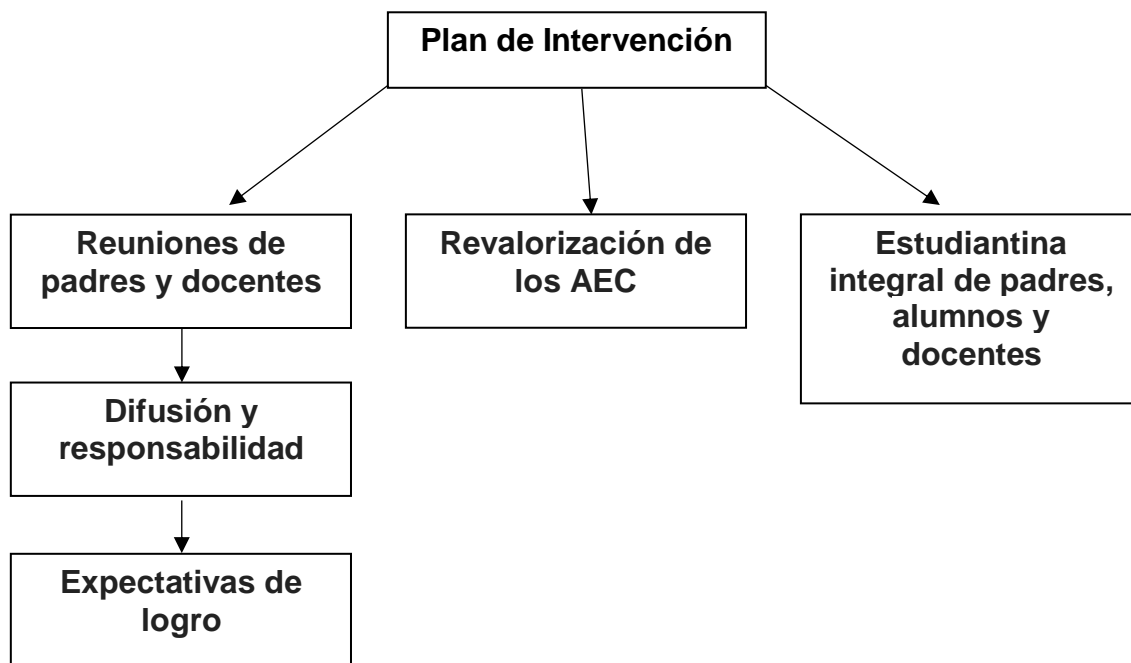 Plan de Intervención
Reuniones de
padres y docentes
Revalorización de
los AEC
Estudiantina
integral de padres,
alumnos y
docentes
Difusión y
responsabilidad
Expectativas de
logro